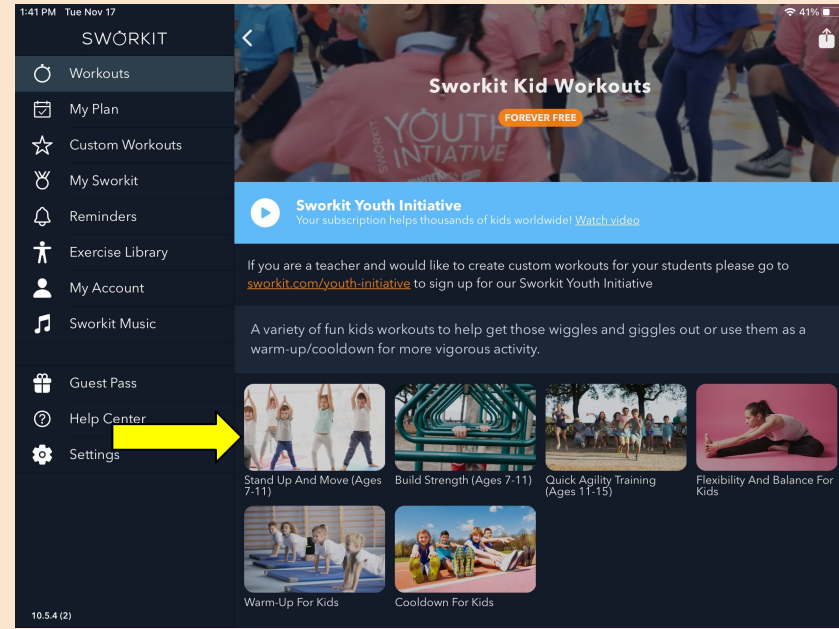 1:41 PM Tue Nov 17
41%
SWORKIT
Workouts
My Plan
Custom Workouts
My Sworkit
Reminders
Exercise Library
My Account
Sworkit Music
Guest Pass
Help Center
Settings
10.5.4 (2)
Sworkit Kid Workouts
FOREVER FREE
SWORKIT
YOUTH
INITIATIVE
Sworkit Youth Initiative
Your subscription helps thousands of kids worldwide! Watch video
If you are a teacher and would like to create custom workouts for your students please go to
sworkit.com/youth-initiative to sign up for our Sworkit Youth Initiative
A variety of fun kids workouts to help get those wiggles and giggles out or use them as a
warm-up/cooldown for more vigorous activity.
Stand Up And Move (Ages
7-11)
Build Strength (Ages 7-11)
Quick Agility Training
(Ages 11-15)
Flexibility And Balance For
Kids
Warm-Up For Kids
Cooldown For Kids